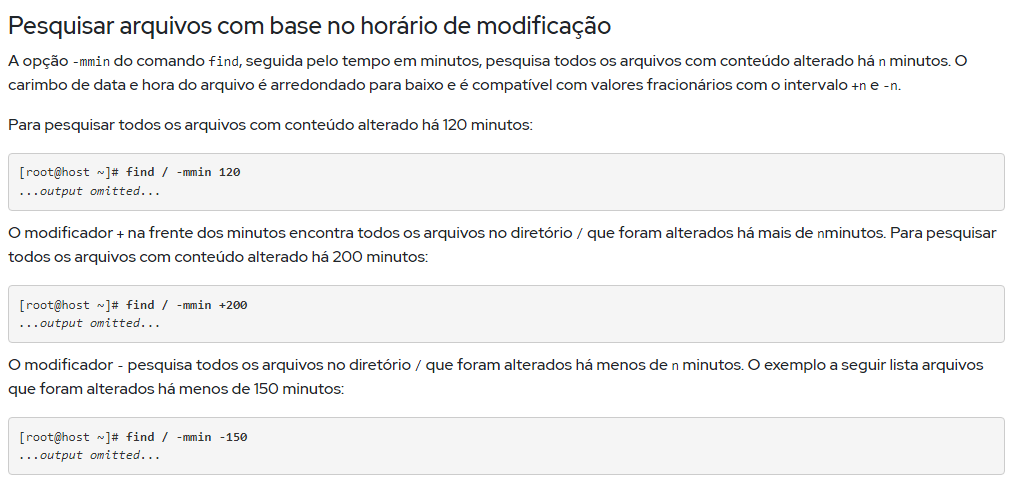 Pesquisar arquivos com base no horário de modificação
A opção -mmin do comando find, seguida pelo tempo em minutos, pesquisa todos os arquivos com conteúdo alterado há n minutos. O
carimbo de data e hora do arquivo é arredondado para baixo e é compatível com valores fracionários com o intervalo +n e -n.
Para pesquisar todos os arquivos com conteúdo alterado há 120 minutos:
[root@host ~]# find / -mmin 120
...output omitted...
O modificador + na frente dos minutos encontra todos os arquivos no diretório / que foram alterados há mais de nminutos. Para pesquisar
todos os arquivos com conteúdo alterado há 200 minutos:
[root@host ~]# find / -mmin +200
...output omitted...
O modificador - pesquisa todos os arquivos no diretório / que foram alterados há menos de n minutos. O exemplo a seguir lista arquivos
que foram alterados há menos de 150 minutos:
[root@host ~]# find / -mmin -150
...output omitted...